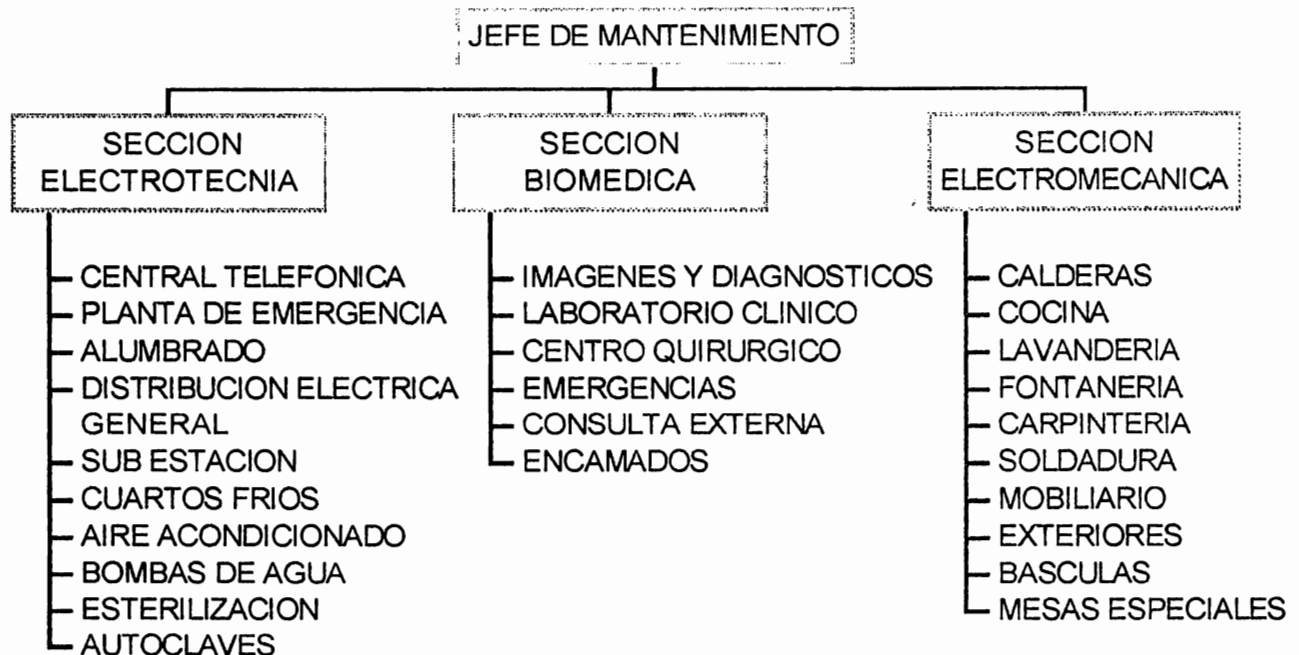 JEFE DE MANTENIMIENTO
SECCION
ELECTROTECNIA
CENTRAL TELEFONICA
PLANTA DE EMERGENCIA
ALUMBRADO
DISTRIBUCION ELECTRICA
GENERAL
SUB ESTACION
CUARTOS FRIOS
AIRE ACONDICIONADO
BOMBAS DE AGUA
ESTERILIZACION
AUTOCLAVES
SECCION
BIOMEDICA
IMAGENES Y DIAGNOSTICOS
LABORATORIO CLINICO
CENTRO QUIRURGICO
EMERGENCIAS
CONSULTA EXTERNA
ENCAMADOS
SECCION
ELECTROMECANICA
CALDERAS
COCINA
LAVANDERIA
FONTANERIA
CARPINTERIA
SOLDADURA
MOBILIARIO
EXTERIORES
BASCULAS
MESAS ESPECIALES